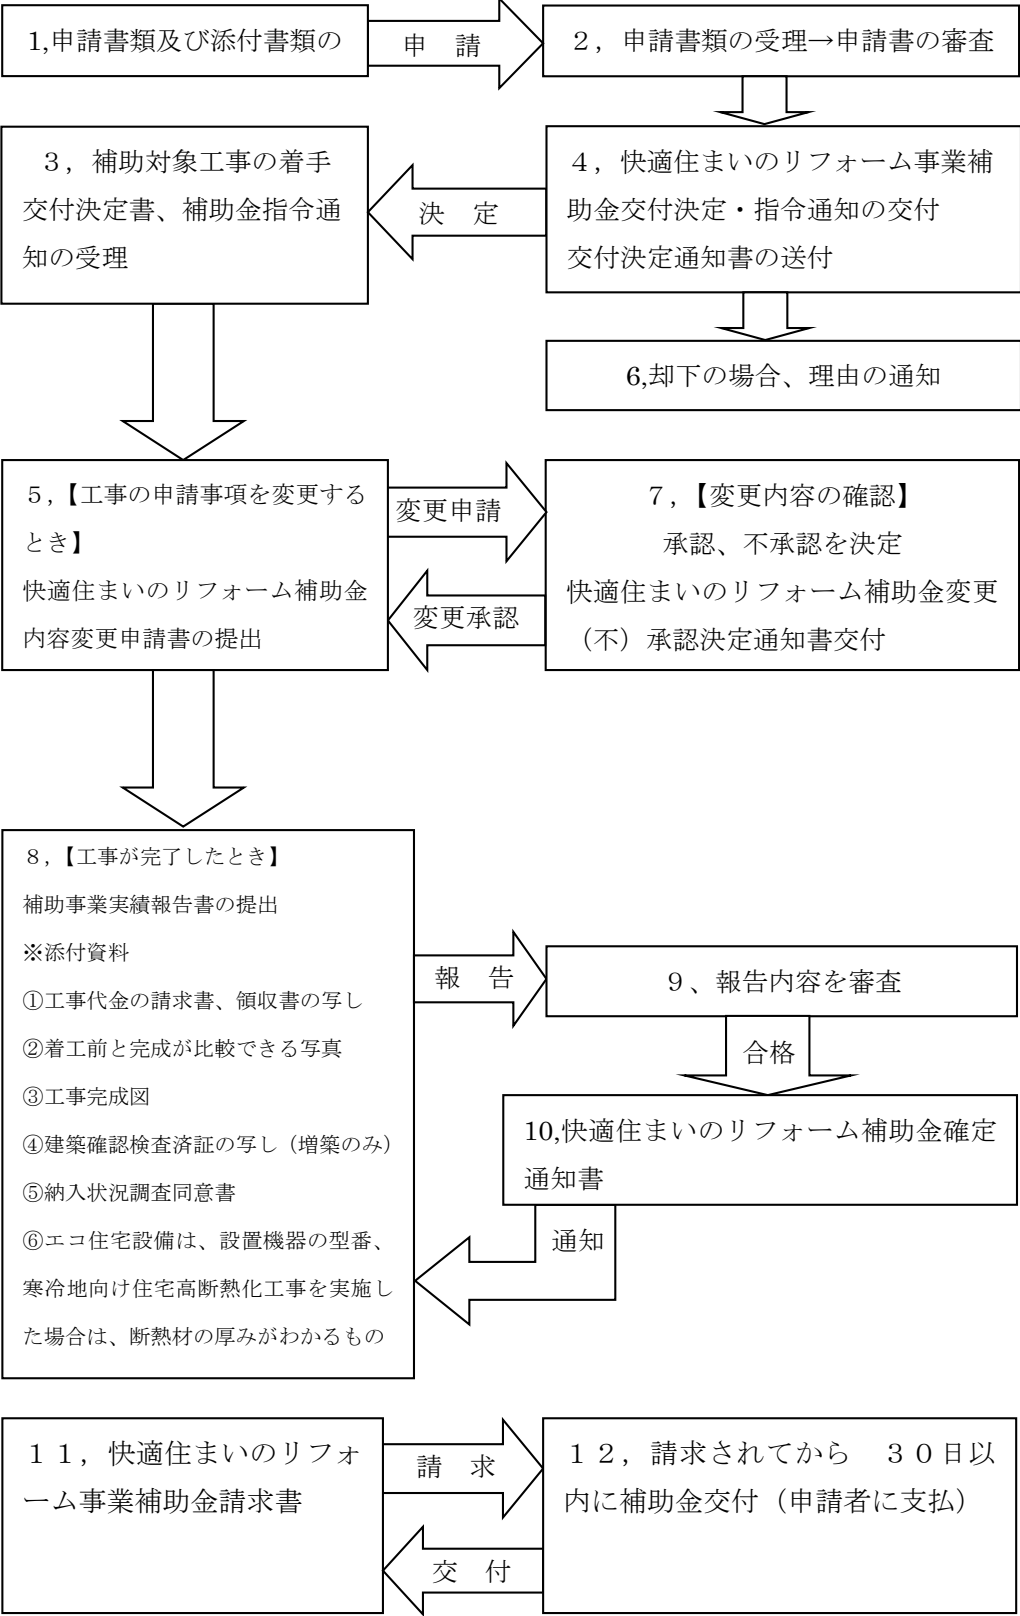 1,申請書類及び添付書類の
申　請
２，申請書類の受理→申請書の審査
３，補助対象工事の着手
交付決定書、補助金指令通
知の受理
決　定
４，快適住まいのリフォーム事業補
助金交付決定・指令通知の交付
交付決定通知書の送付
6,却下の場合、理由の通知
５，【工事の申請事項を変更する
とき】
快適住まいのリフォーム補助金
内容変更申請書の提出
変更申請
変更承認
７，【変更内容の確認】
承認、不承認を決定
快適住まいのリフォーム補助金変更
（不）承認決定通知書交付
８，【工事が完了したとき】
補助事業実績報告書の提出
※添付資料
①工事代金の請求書、領収書の写し
②着工前と完成が比較できる写真
③工事完成図
④建築確認検査済証の写し（増築のみ）
⑤納入状況調査同意書
⑥エコ住宅設備は、設置機器の型番、
寒冷地向け住宅高断熱化工事を実施し
た場合は、断熱材の厚みがわかるもの
報　告
９、報告内容を審査
合格
10,快適住まいのリフォーム補助金確定
通知書
通知
１１，快適住まいのリフォ
ーム事業補助金請求書
請　求
交　付
１２，請求されてから　３０日以
内に補助金交付（申請者に支払）